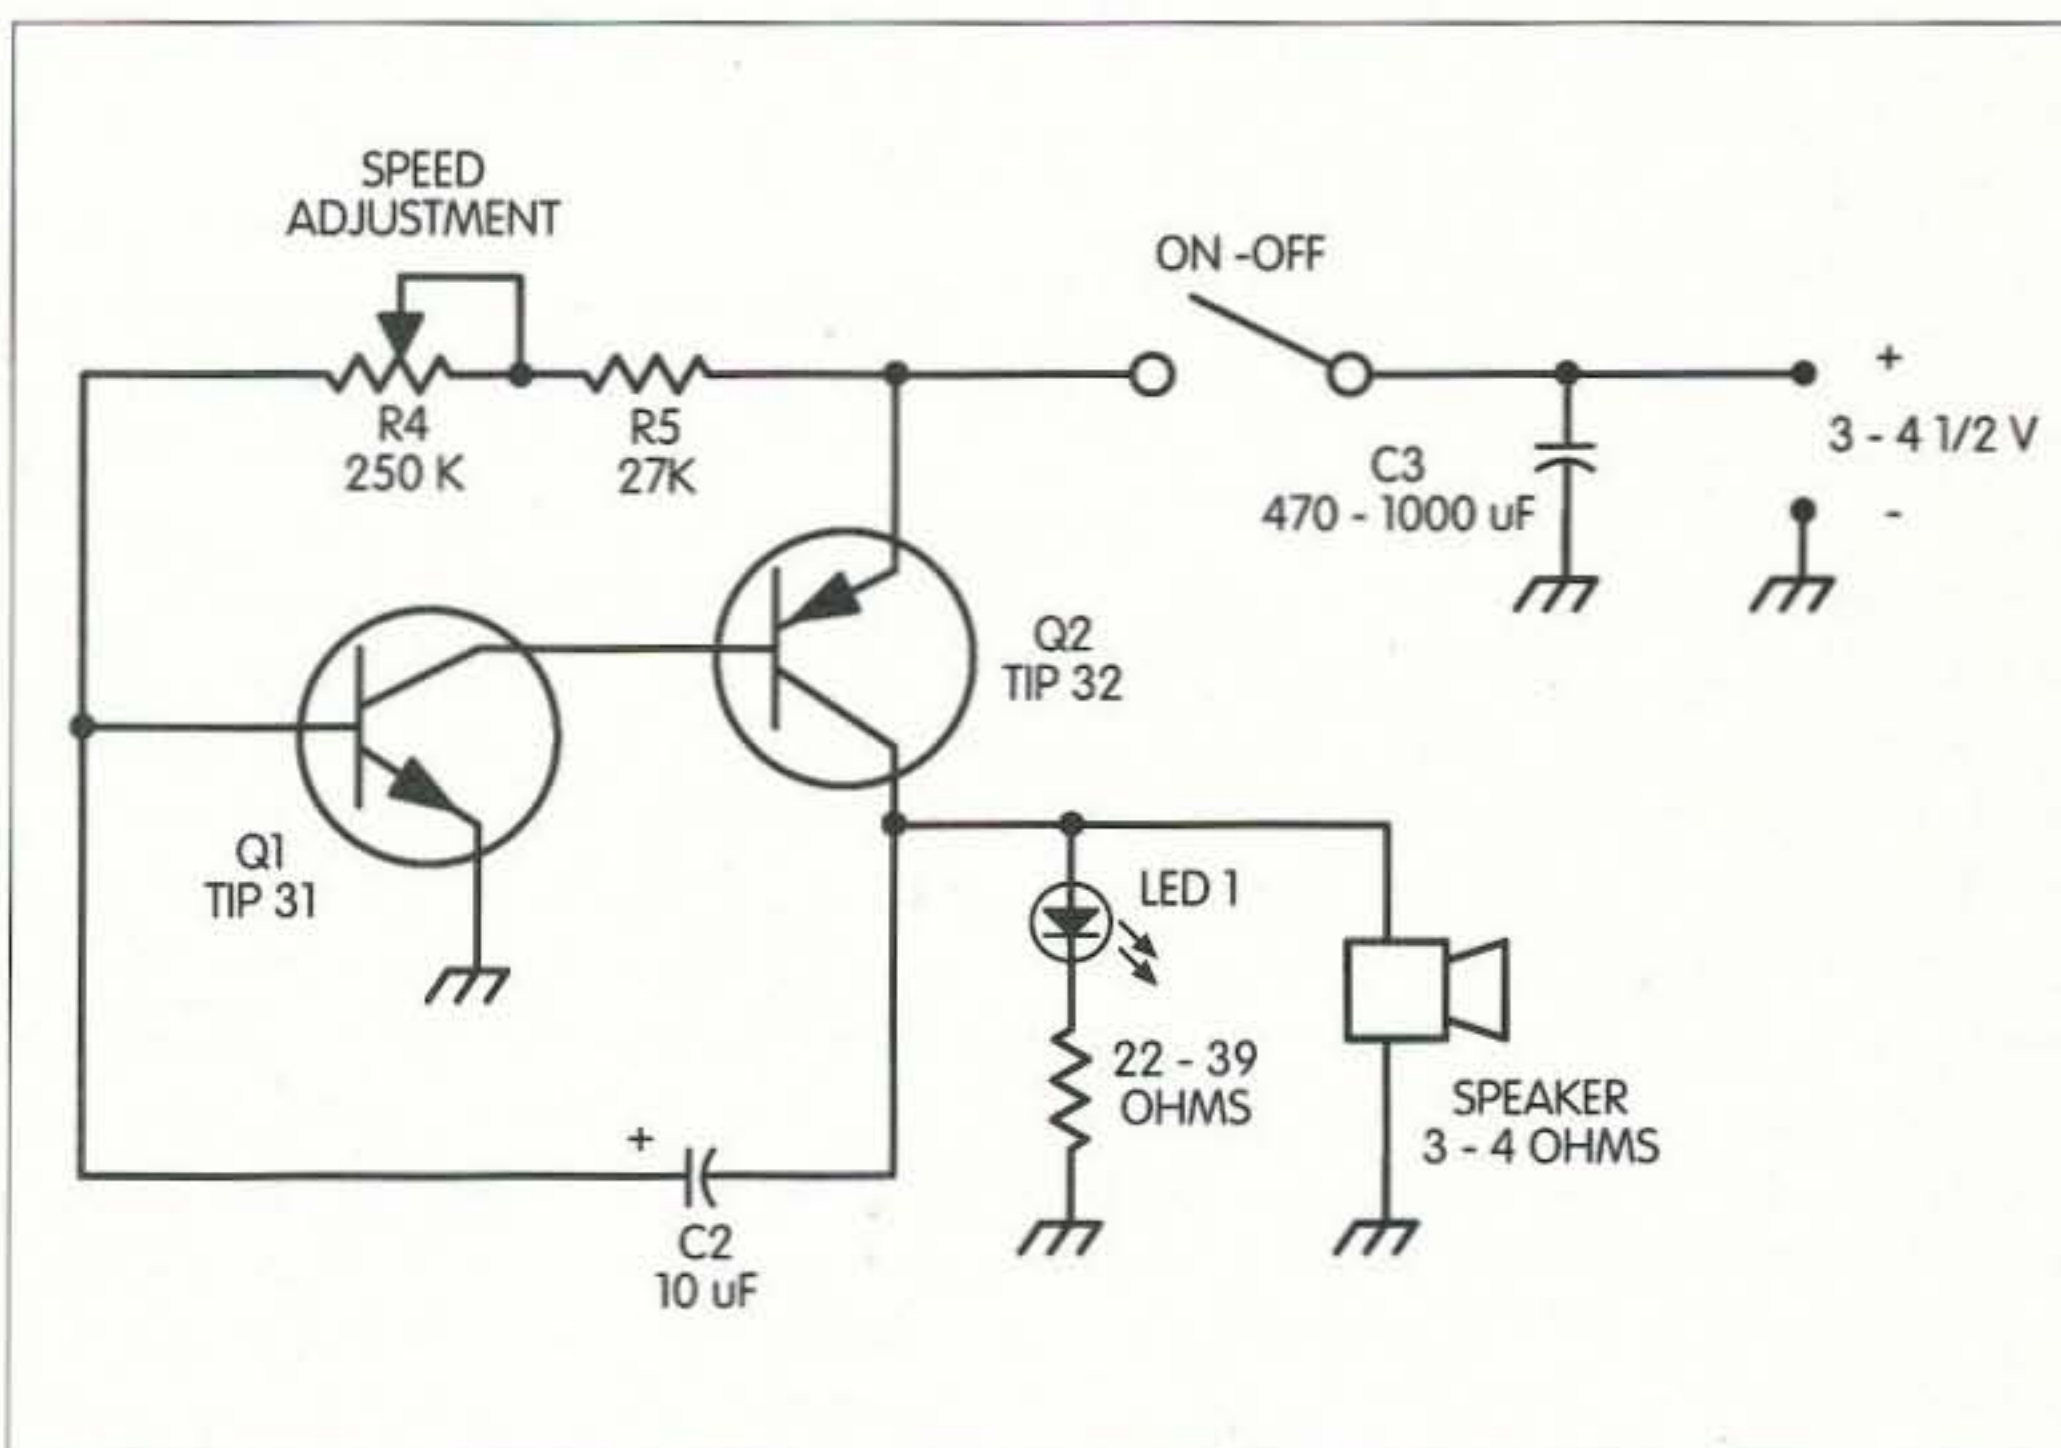 SPEED
ADJUSTMENT
ON -OFF
R4
250 K
R5
27K
+
3 - 4 1/2 V
-
C3
470 - 1000 uF
Q2
TIP 32
Q1
TIP 31
LED 1
22 - 39
OHMS
SPEAKER
3 - 4 OHMS
+
C2
10 uF